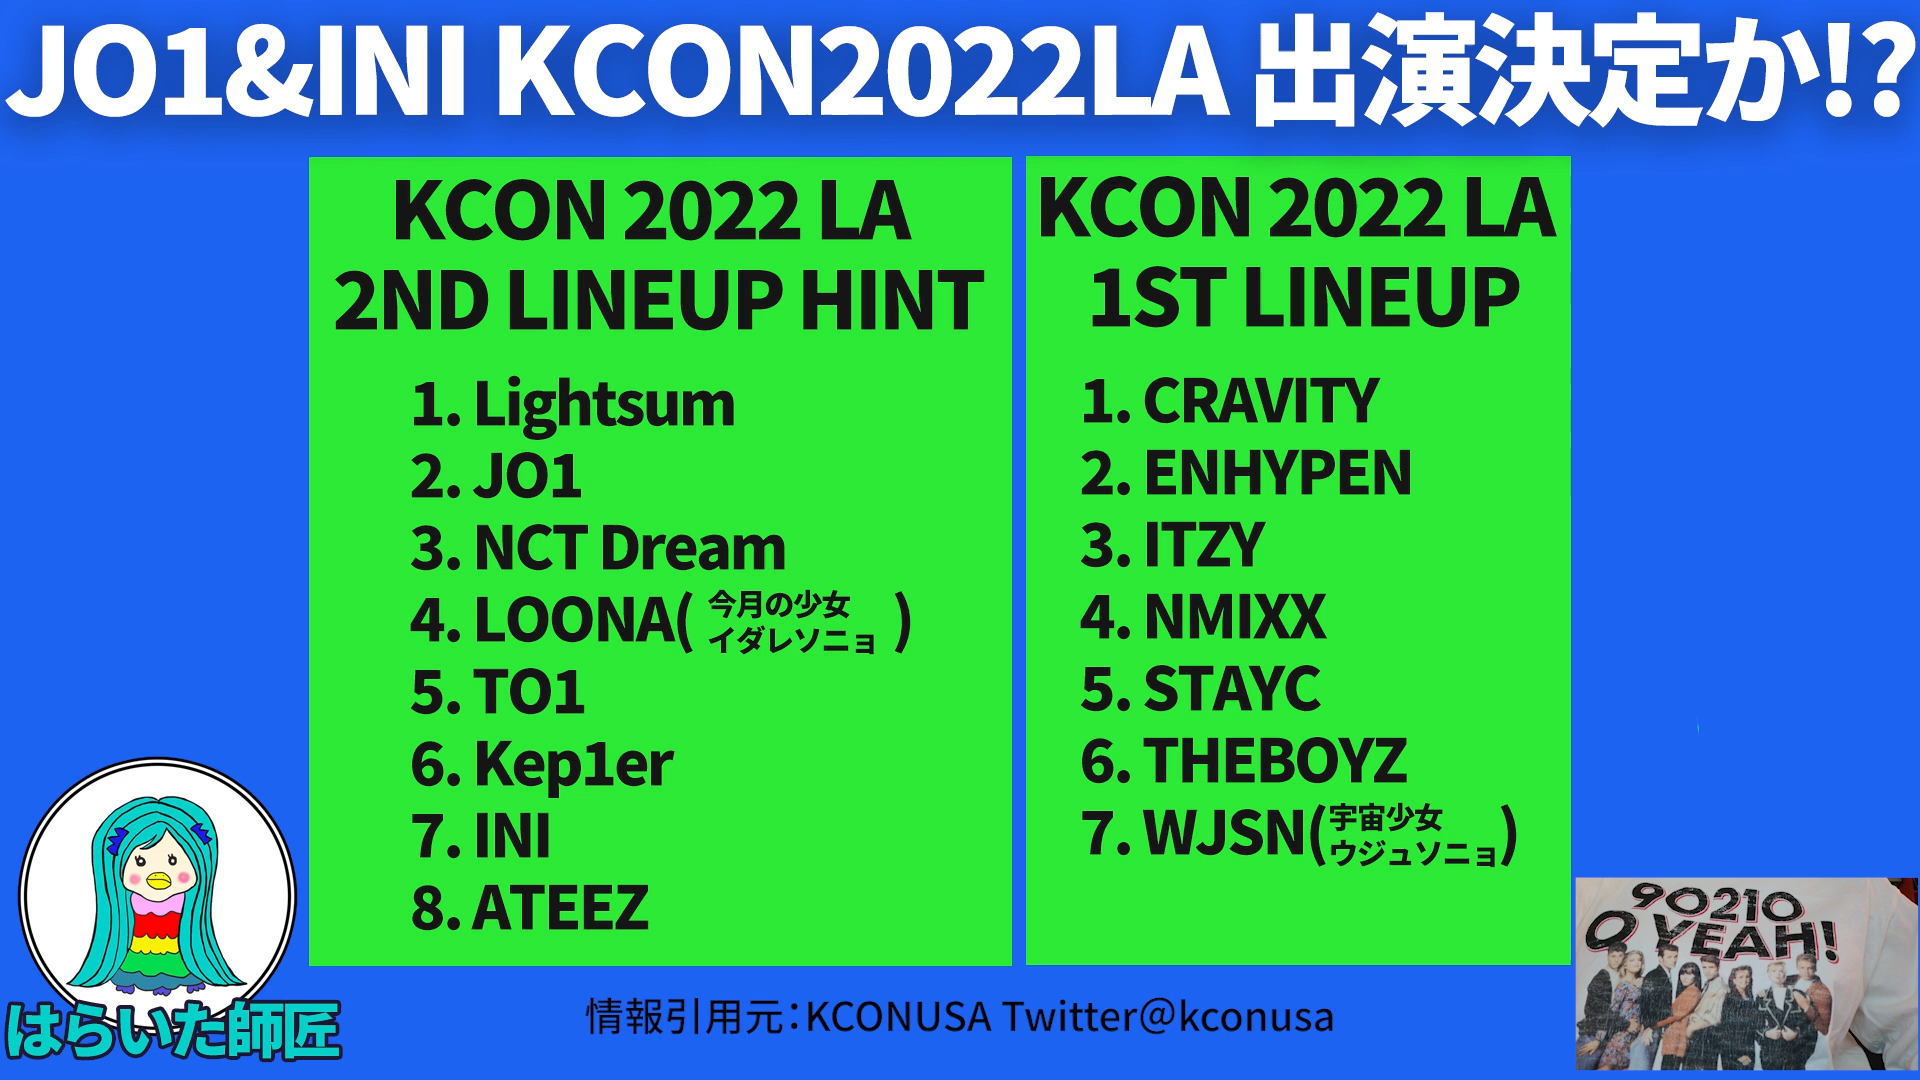 JO1&INI KCON2022LA 出演決定か!?
KCON 2022 LA
2ND LINEUP HINT
1. Lightsum
2. JO1
3. NCT Dream
4. LOONA(今月の少女
イダレソニョ)
5. TO1
6. Kep1er
7. INI
8. ATEEZ
KCON 2022 LA
1ST LINEUP
1. CRAVITY
2. ENHYPEN
3. ITZY
4. NMIXX
5. STAYC
6. THEBOYZ
7. WJSN(宇宙少女
ウジュソニョ)
はらいた師匠
情報引用元：KCONUSA Twitter@kconusa
90210
O YEAH!